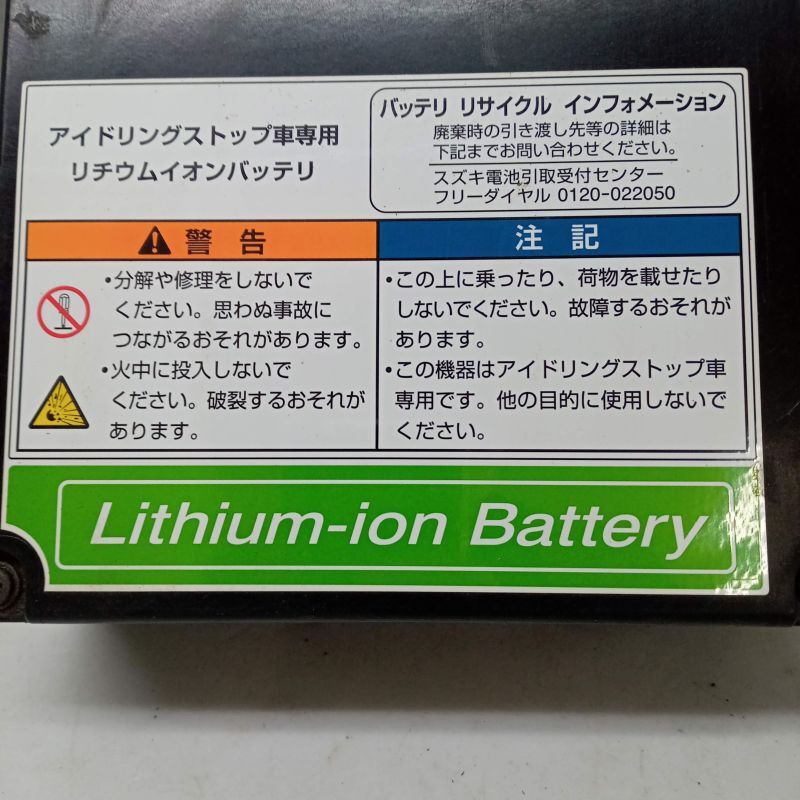 アイドリングストップ車専用
リチウムイオンバッテリ
バッテリ リサイクル インフォメーション
廃棄時の引き渡し先等の詳細は
下記までお問い合わせください。
スズキ電池引取受付センター
フリーダイヤル 0120-022050
警 告
・分解や修理をしないで
ください。思わぬ事故に
つながるおそれがあります。
・火中に投入しないで
ください。破裂するおそれが
あります。
注 記
・この上に乗ったり、荷物を載せたり
しないでください。故障するおそれが
あります。
・この機器はアイドリングストップ車
専用です。他の目的に使用しないで
ください。
Lithium-ion Battery